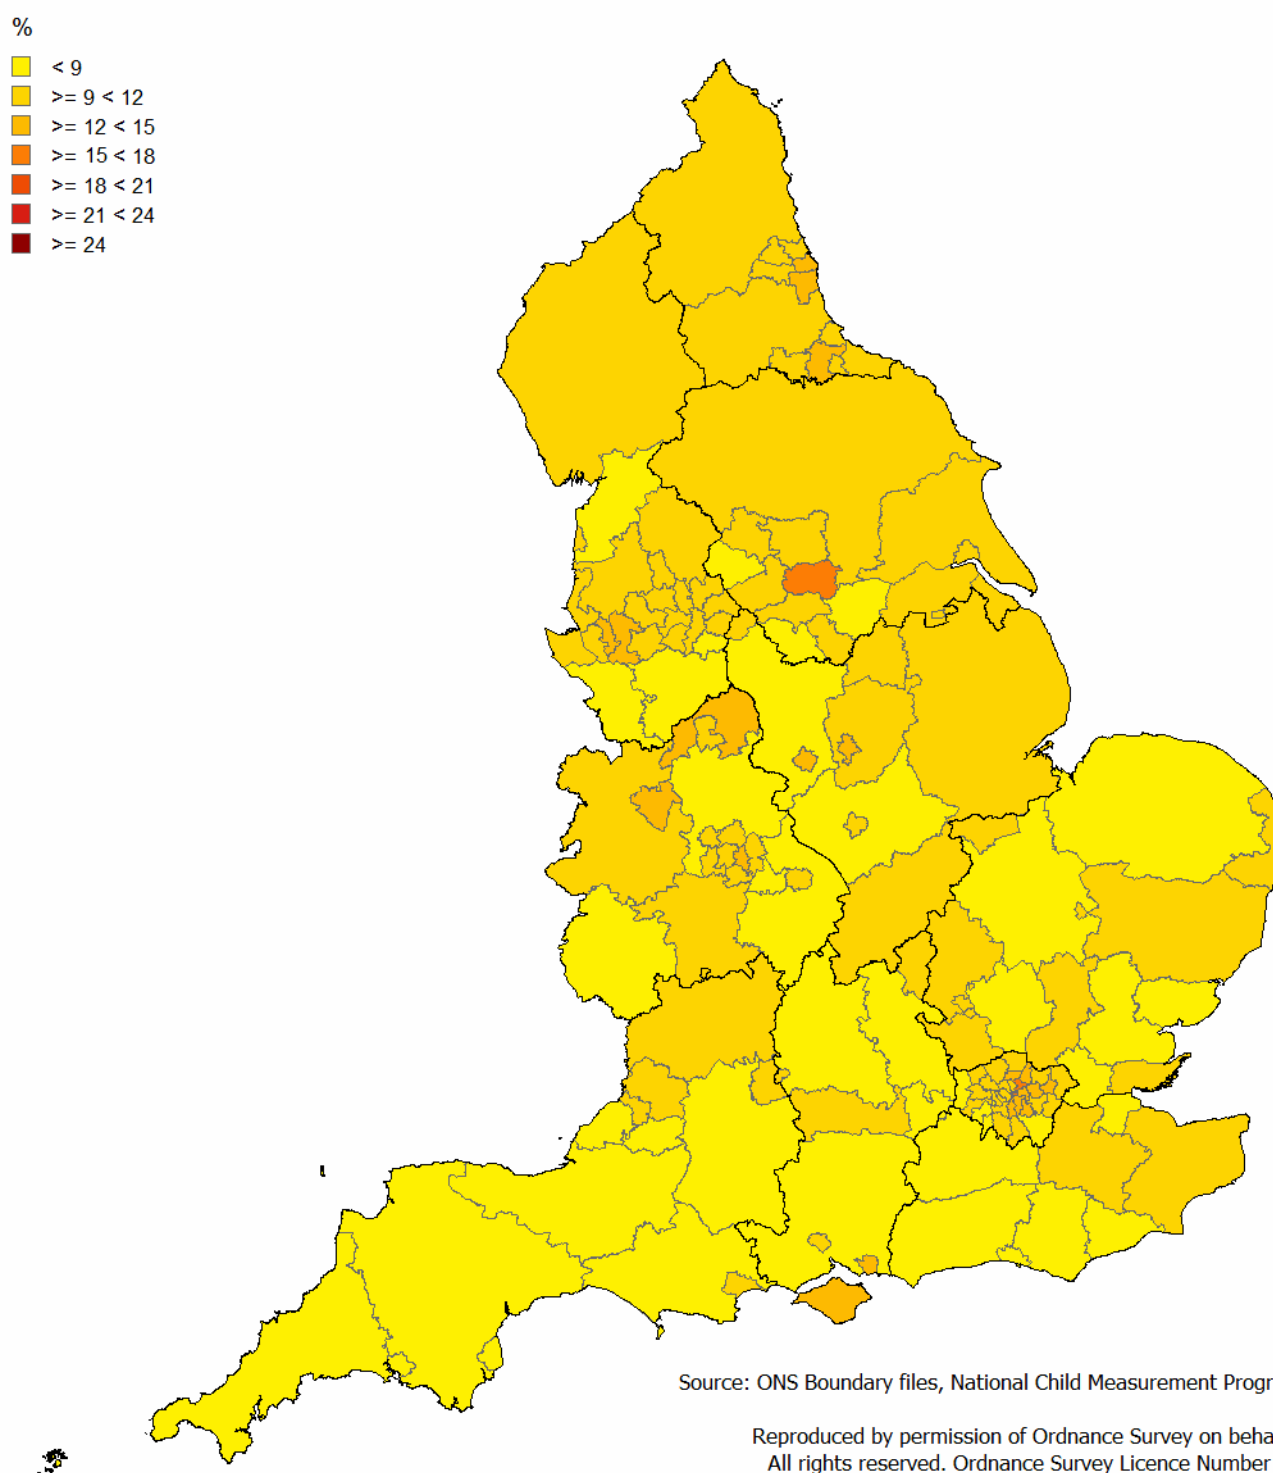 %
< 9
>= 9 < 12
>= 12 < 15
>= 15 < 18
>= 18 < 21
>= 21 < 24
>= 24
Source: ONS Boundary files, National Child Measurement Progr
Reproduced by permission of Ordnance Survey on beha
All rights reserved. Ordnance Survey Licence Number